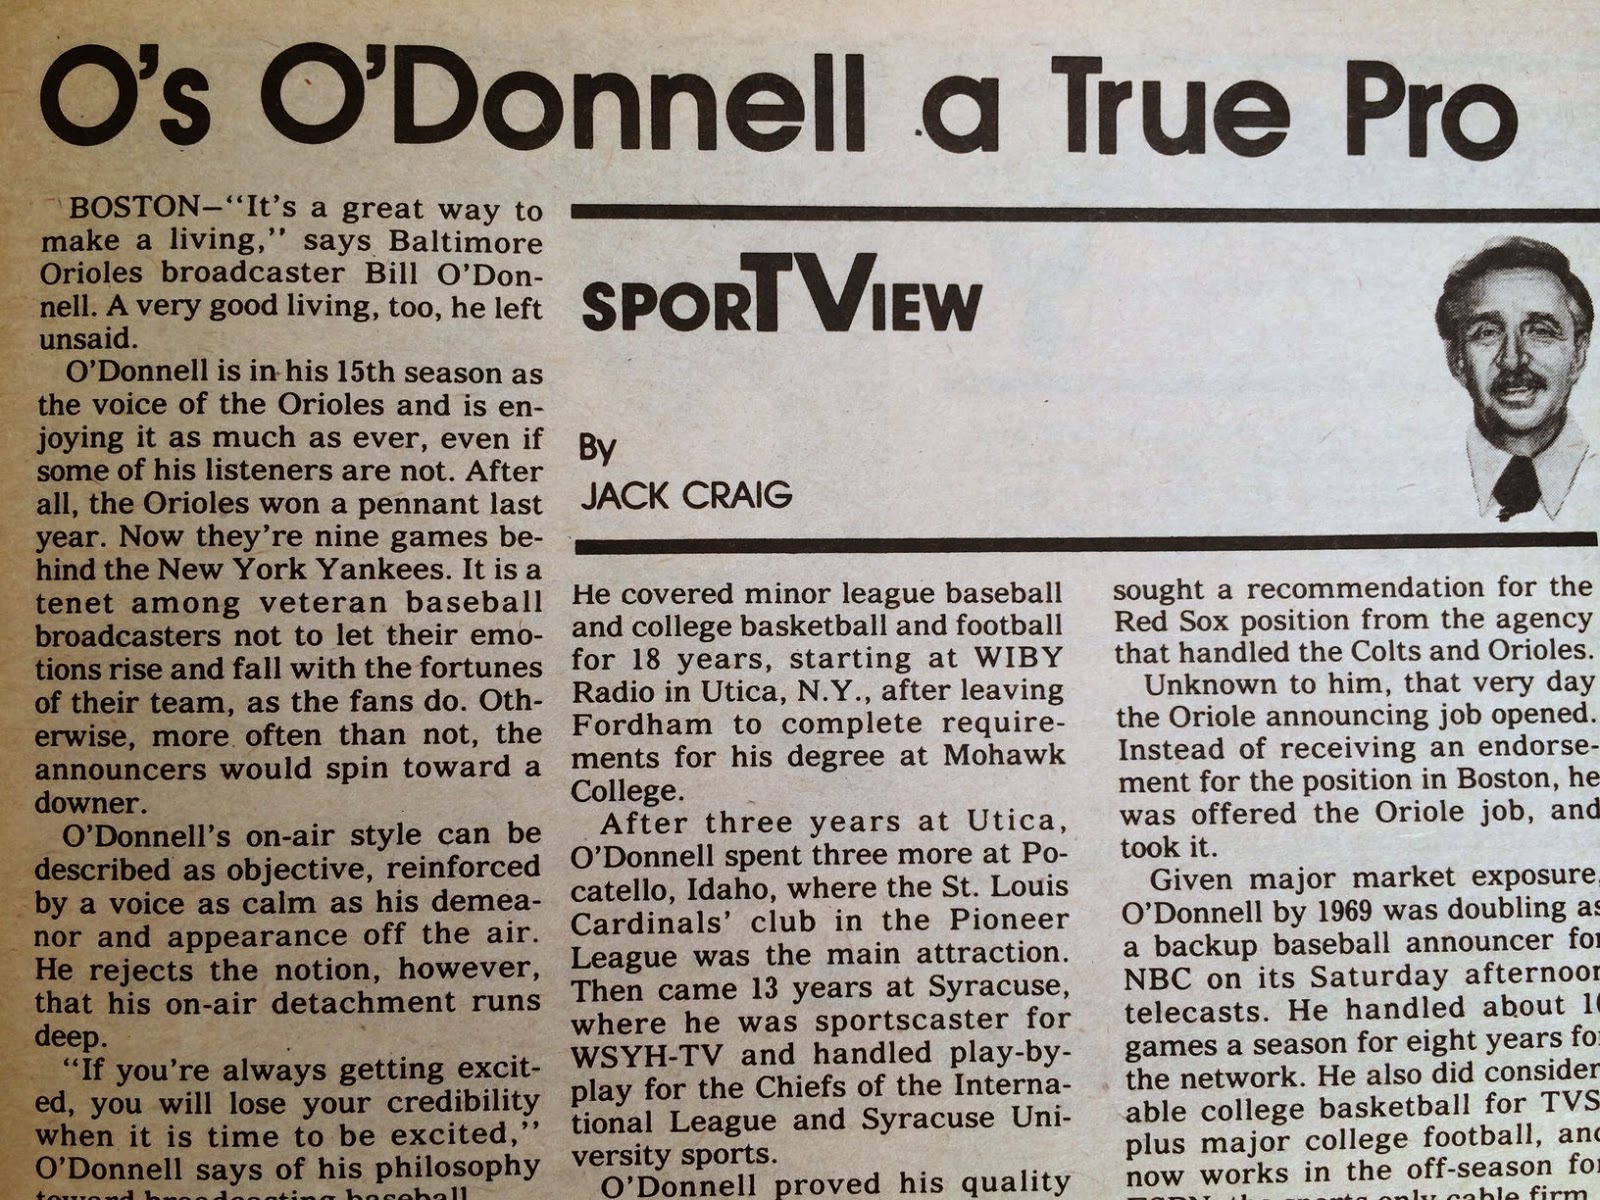 O's O'Donnell a True Pro
BOSTON—“It's a great way to
make a living,” says Baltimore
Orioles broadcaster Bill O'Don-
nell. A very good living, too, he left
unsaid.
O'Donnell is in his 15th season as
the voice of the Orioles and is en-
joying it as much as ever, even if
some of his listeners are not. After
all, the Orioles won a pennant last
year. Now they're nine games be-
hind the New York Yankees. It is a
tenet among veteran baseball
broadcasters not to let their emo-
tions rise and fall with the fortunes
of their team, as the fans do. Oth-
erwise, more often than not, the
announcers would spin toward a
downer.
O'Donnell's on-air style can be
described as objective, reinforced
by a voice as calm as his demea-
nor and appearance off the air.
He rejects the notion, however,
that his on-air detachment runs
deep.
“If you're always getting excit-
ed, you will lose your credibility
when it is time to be excited,”
O'Donnell says of his philosophy
toward broadcasting baseball.
SPORTVIEW
By
JACK CRAIG
He covered minor league baseball
and college basketball and football
for 18 years, starting at WIBY
Radio in Utica, N.Y., after leaving
Fordham to complete require-
ments for his degree at Mohawk
College.
After three years at Utica,
O'Donnell spent three more at Po-
catello, Idaho, where the St. Louis
Cardinals' club in the Pioneer
League was the main attraction.
Then came 13 years at Syracuse,
where he was sportscaster for
WSYH-TV and handled play-by-
play for the Chiefs of the Interna-
tional League and Syracuse Uni-
versity sports.
O'Donnell proved his quality
sought a recommendation for the
Red Sox position from the agency
that handled the Colts and Orioles.
Unknown to him, that very day
the Oriole announcing job opened.
Instead of receiving an endorse-
ment for the position in Boston, he
was offered the Oriole job, and
took it.
Given major market exposure,
O'Donnell by 1969 was doubling as
a backup baseball announcer for
NBC on its Saturday afternoon
telecasts. He handled about
games a season for eight years for
the network. He also did consider-
able college basketball for TVS
plus major college football, and
now works in the off-season for
ESPN, the sports-only cable firm